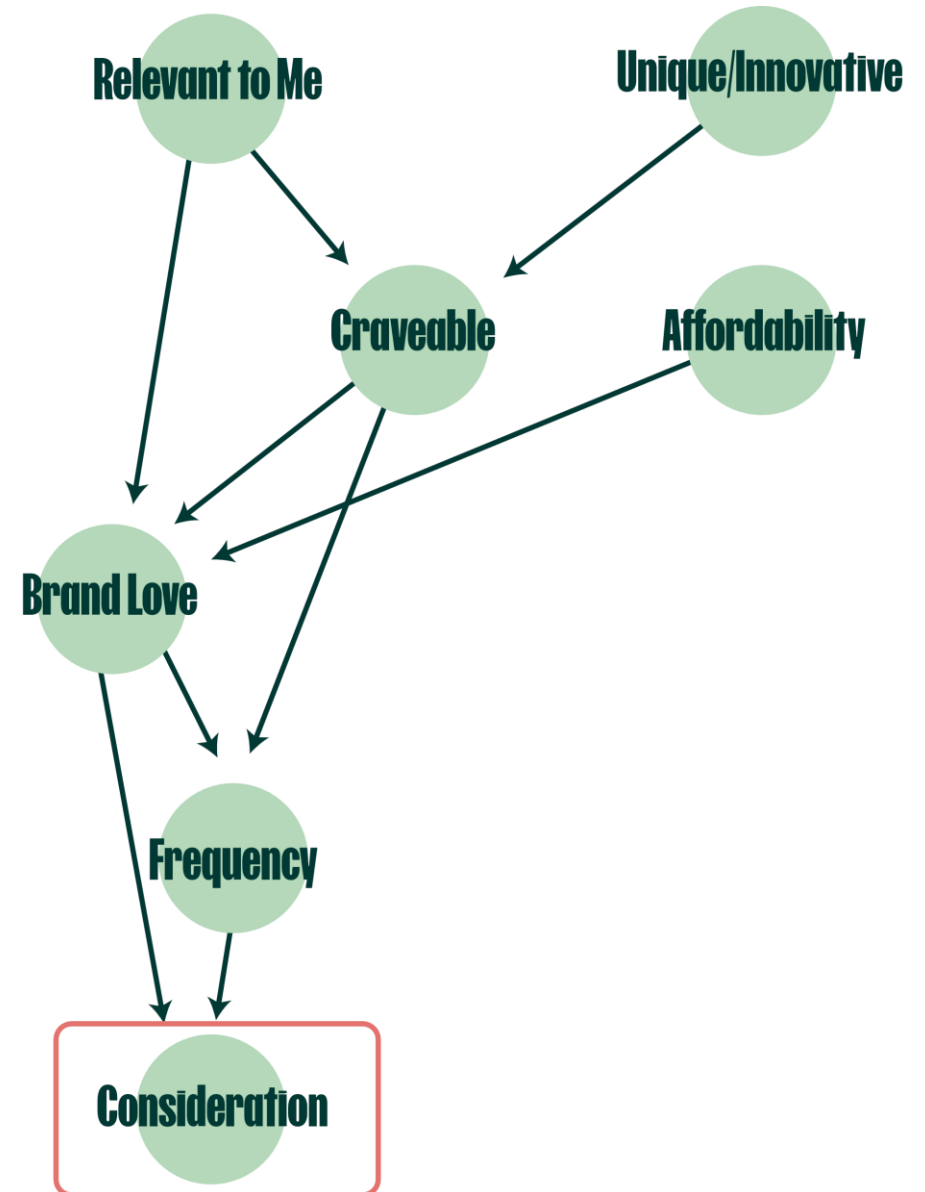 Relevant to Me
Unique/Innovative
Craveable
Affordability
Brand Love
Frequency
Consideration